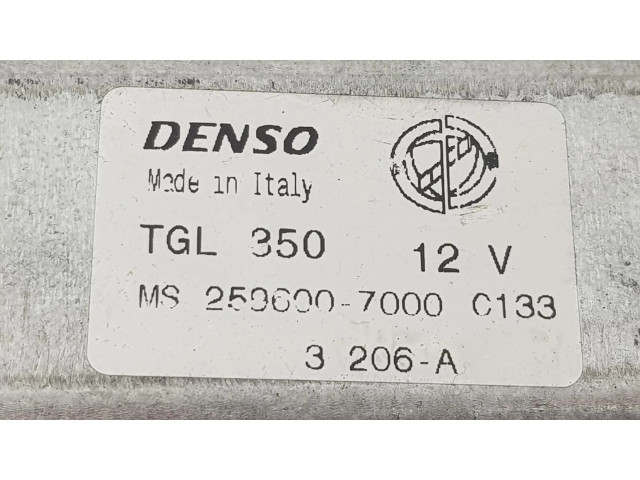 DENSO
Made in Italy
TGL 350 12 V
MS 259600-7000 C133
3 206-A